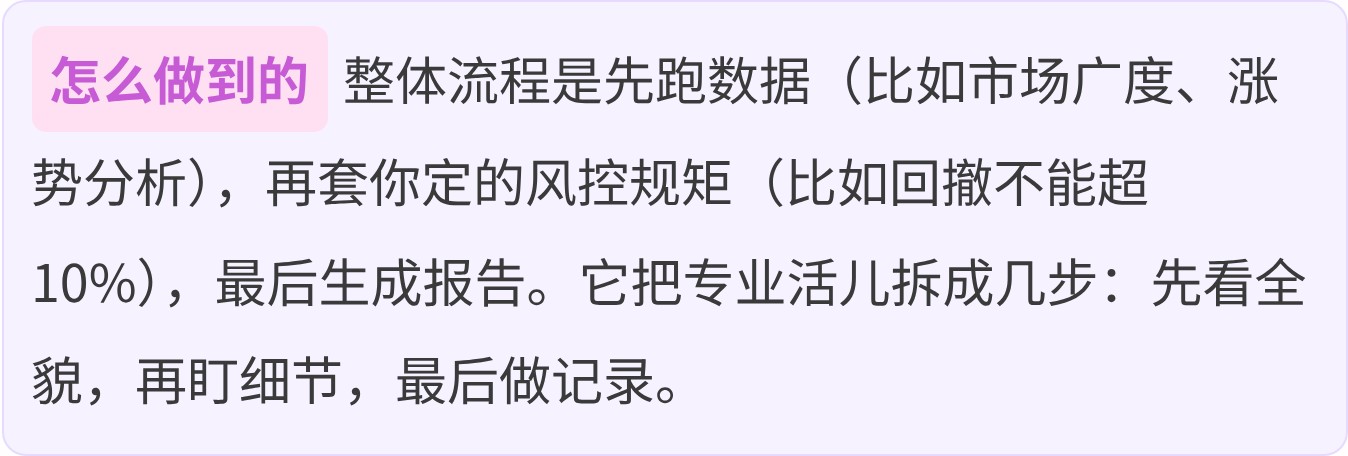 怎么做到的 整体流程是先跑数据（比如市场广度、涨
势分析），再套你定的风控规矩（比如回撤不能超
10%），最后生成报告。它把专业活儿拆成几步：先看全
貌，再盯细节，最后做记录。